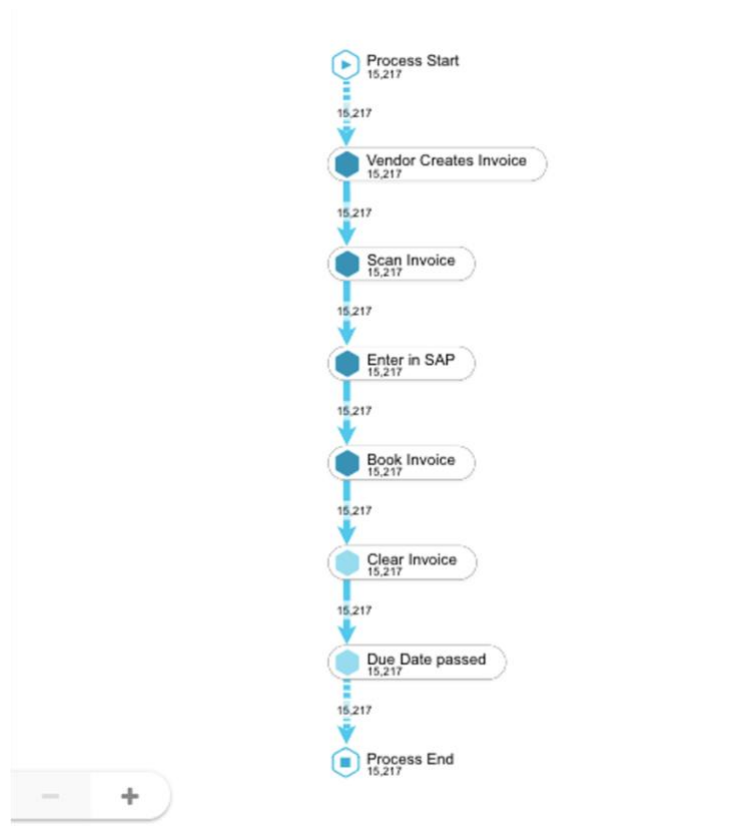 Process Start
15,217
15,217
Vendor Creates Invoice
15,217
15,217
Scan Invoice
15,217
15,217
Enter in SAP
15,217
15,217
Book Invoice
15,217
15,217
Clear Invoice
15,217
15,217
Due Date passed
15,217
15,217
Process End
15,217